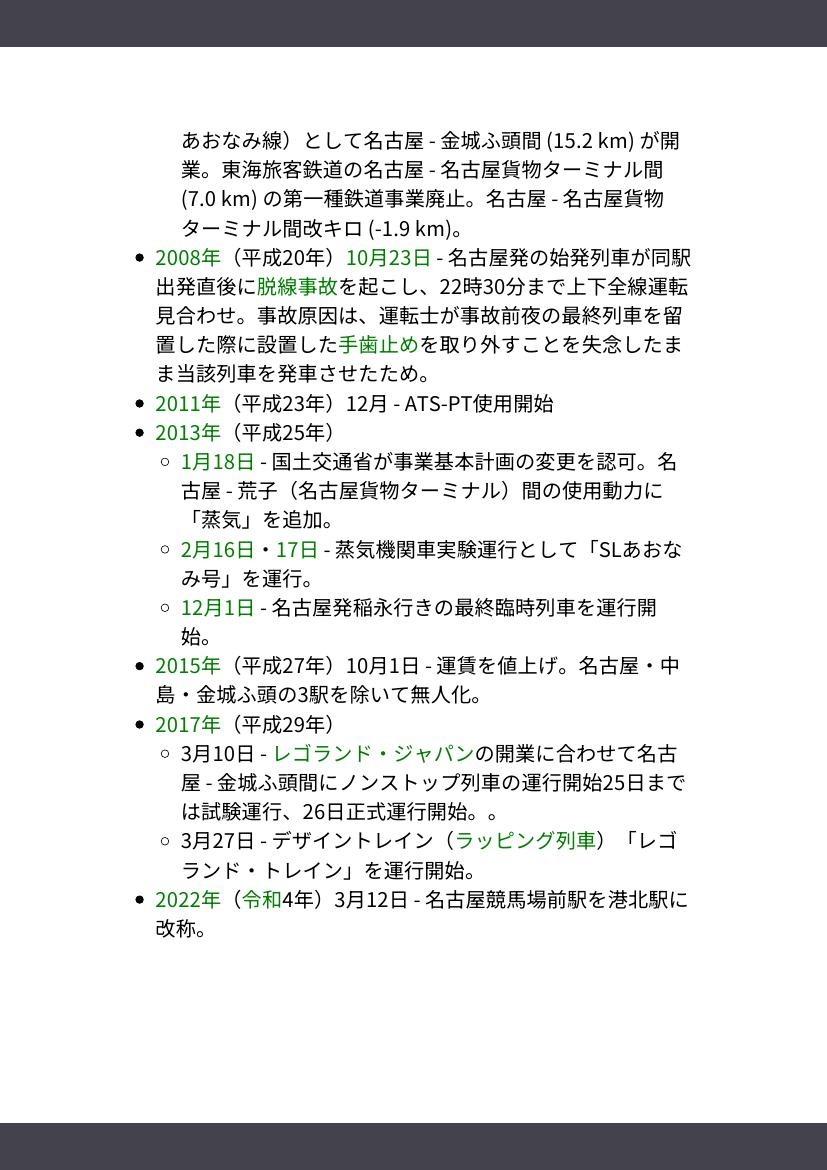 あおなみ線）として名古屋 - 金城ふ頭間 (15.2 km) が開
業。東海旅客鉄道の名古屋 - 名古屋貨物ターミナル間
(7.0 km) の第一種鉄道事業廃止。名古屋 - 名古屋貨物
ターミナル間改キロ (-1.9 km)。
2008年（平成20年）10月23日 - 名古屋発の始発列車が同駅
出発直後に脱線事故を起こし、22時30分まで上下全線運転
見合わせ。事故原因は、運転士が事故前夜の最終列車を留
置した際に設置した手歯止めを取り外すことを失念したま
ま当該列車を発車させたため。
2011年（平成23年）12月 - ATS-PT使用開始
2013年（平成25年）
1月18日 - 国土交通省が事業基本計画の変更を認可。名
古屋 - 荒子（名古屋貨物ターミナル）間の使用動力に
「蒸気」を追加。
2月16日・17日 - 蒸気機関車実験運行として「SLあおな
み号」を運行。
12月1日 - 名古屋発稲永行きの最終臨時列車を運行開
始。
2015年（平成27年）10月1日 - 運賃を値上げ。名古屋・中
島・金城ふ頭の3駅を除いて無人化。
2017年（平成29年）
3月10日 - レゴランド・ジャパンの開業に合わせて名古
屋 - 金城ふ頭間にノンストップ列車の運行開始25日まで
は試験運行、26日正式運行開始。。
3月27日 - デザイントレイン（ラッピング列車）「レゴ
ランド・トレイン」を運行開始。
2022年（令和4年）3月12日 - 名古屋競馬場前駅を港北駅に
改称。